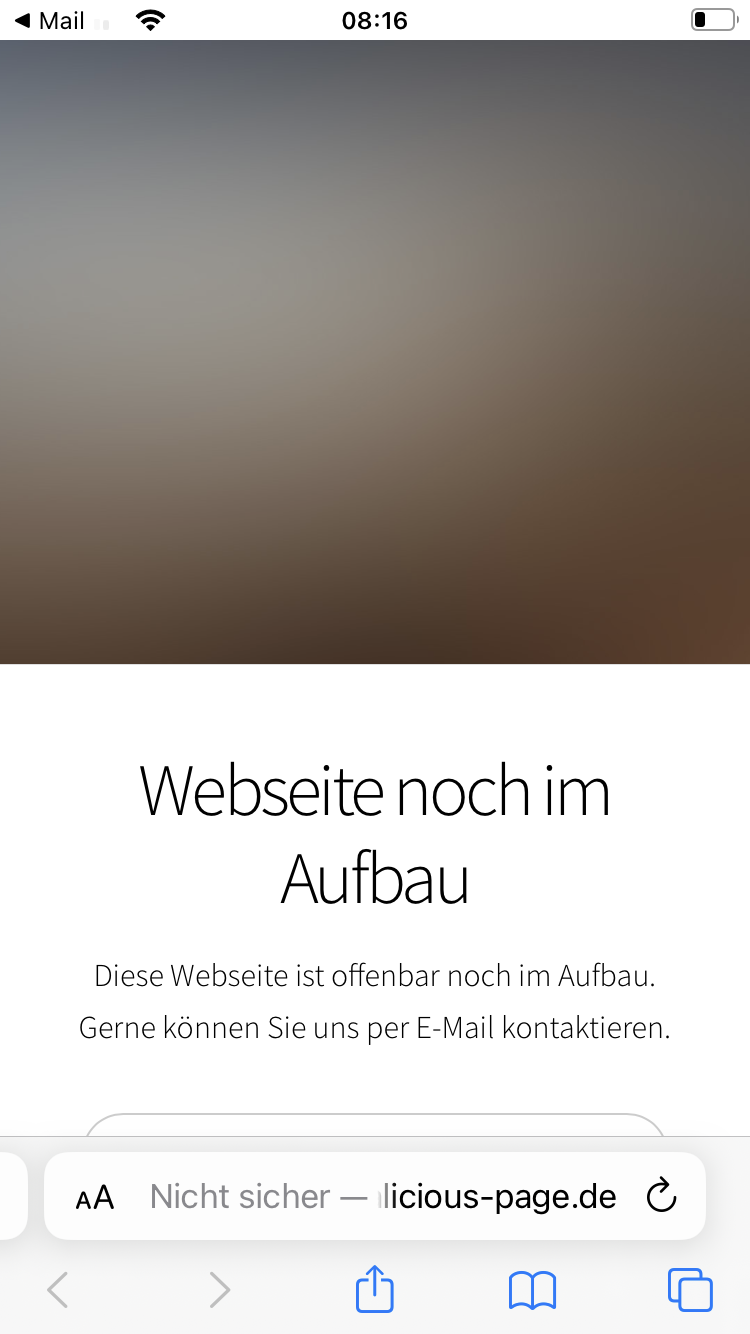 Mail
08:16
Webseite noch im
Aufbau
Diese Webseite ist offenbar noch im Aufbau.
Gerne können Sie uns per E-Mail kontaktieren.
AA Nicht sicher — licious-page.de